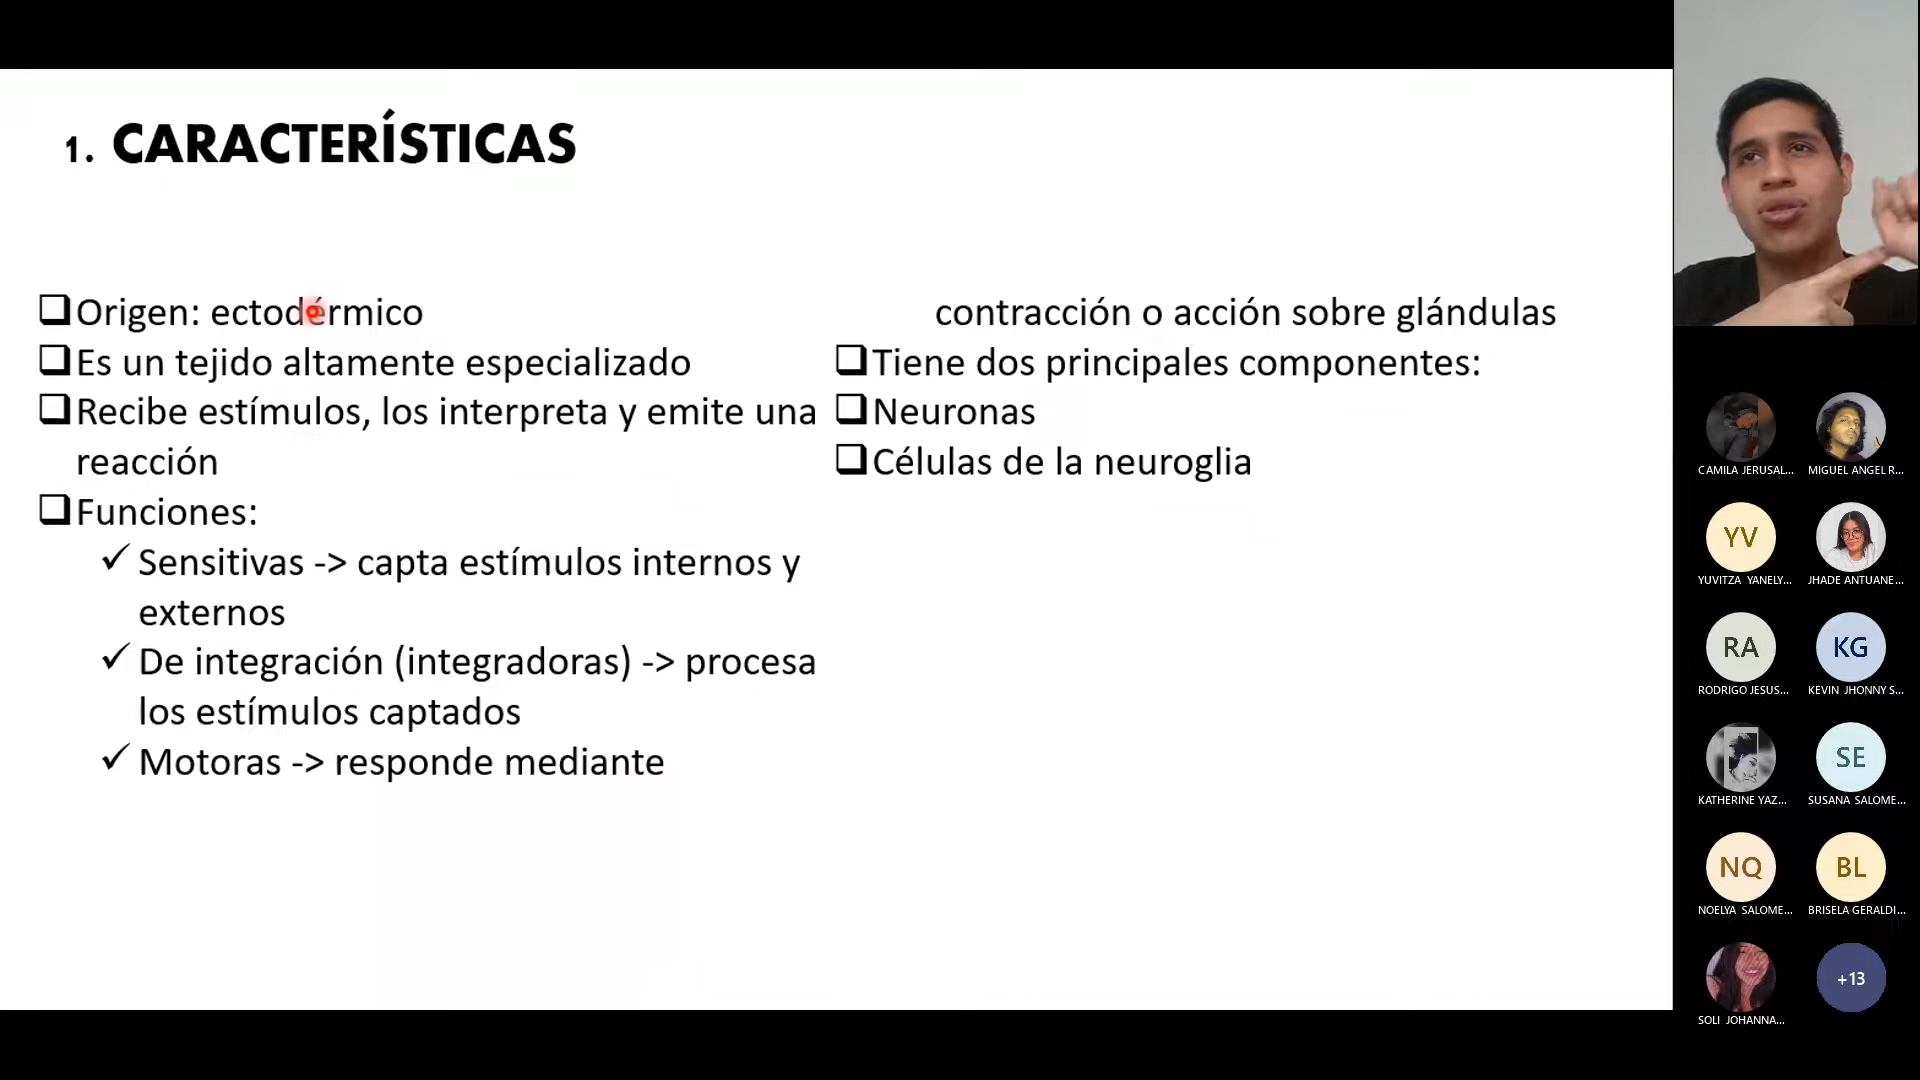 1. CARACTERÍSTICAS
Origen: ectodérmico
Es un tejido altamente especializado
Recibe estímulos, los interpreta y emite una
reacción
Funciones:
✓ Sensitivas -> capta estímulos internos y
externos
✓ De integración (integradoras) -> procesa
los estímulos captados
✓ Motoras -> responde mediante
contracción o acción sobre glándulas
Tiene dos principales componentes:
Neuronas
Células de la neuroglia
CAMILA JERUSAL...
MIGUEL ANGEL R...
YV
YUVITZA YANELY...
JHADE ANTUANE...
RA
RODRIGO JESUS...
KG
KEVIN JHONNY S...
KATHERINE YAZ...
SE
SUSANA SALOME...
NQ
NOELYA SALOME...
BL
BRISELA GERALDI...
SOLI JOHANNA...
+13